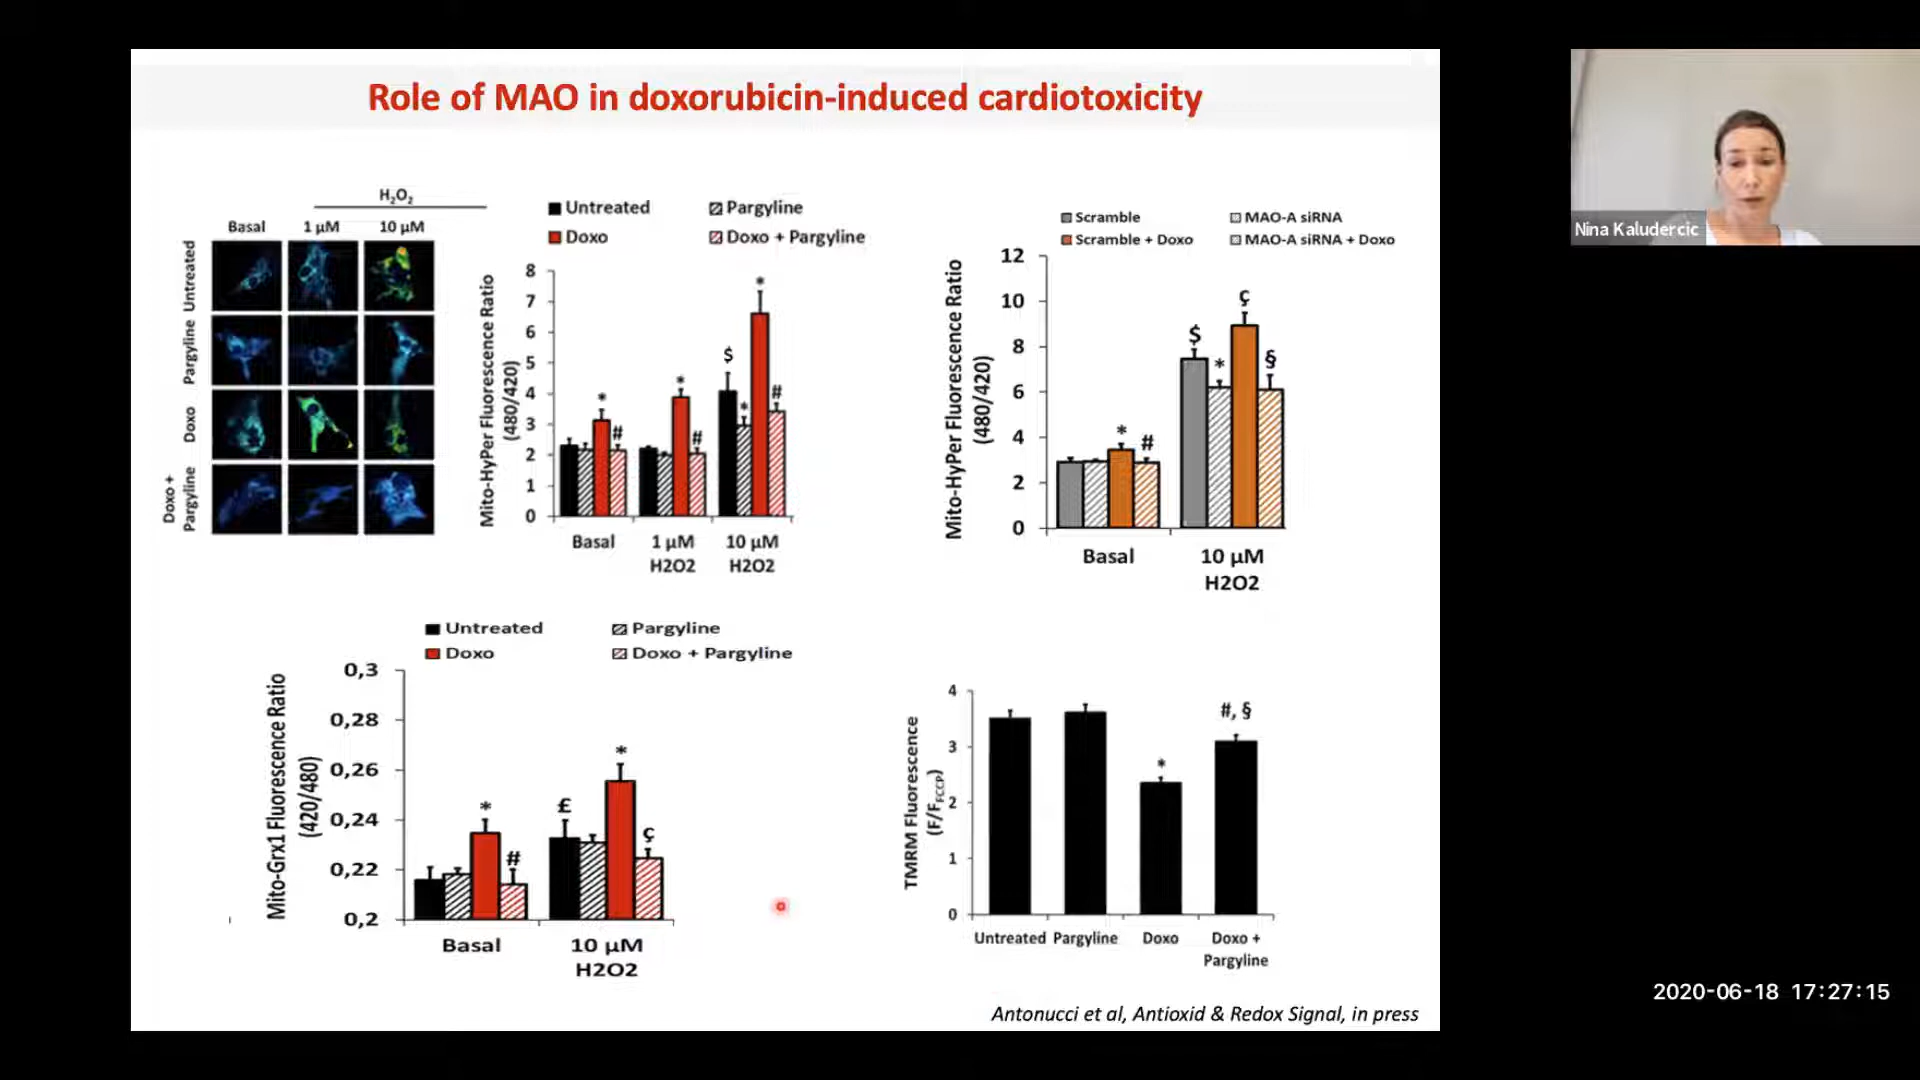 Role of MAO in doxorubicin-induced cardiotoxicity
H2O2
Basal
1 µM
10 µM
Untreated
Pargyline
Doxo
Doxo +
Pargyline
Untreated
Pargyline
Doxo
Doxo + Pargyline
Mito-HyPer Fluorescence Ratio
(480/420)
8
7
6
5
4
3
2
1
0
*
#
*
#
$
*
*
#
Basal
1 µM
H2O2
10 µM
H2O2
Scramble
MAO-A siRNA
Scramble + Doxo
MAO-A siRNA + Doxo
Mito-HyPer Fluorescence Ratio
(480/420)
12
10
8
6
4
2
0
*
#
$
*
ç
§
Basal
10 µM
H2O2
Untreated
Pargyline
Doxo
Doxo + Pargyline
Mito-Grx1 Fluorescence Ratio
(420/480)
0,3
0,28
0,26
0,24
0,22
0,2
*
#
£
*
ç
Basal
10 µM
H2O2
TMRM Fluorescence
(F/FFCCP)
4
3
2
1
0
*
#, §
Untreated
Pargyline
Doxo
Doxo +
Pargyline
Antonucci et al, Antioxid & Redox Signal, in press
Nina Kaludercic
2020-06-18 17:27:15